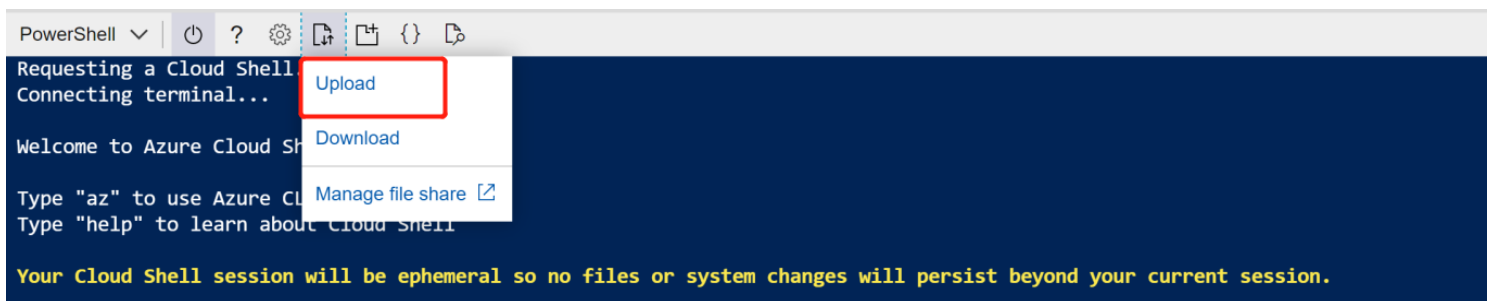 PowerShell
?
{}
Requesting a Cloud Shell.
Upload
Connecting terminal...
Download
Welcome to Azure Cloud Sh
Manage file share
Type "az" to use Azure CL
Type "help" to learn about Cloud Shell
Your Cloud Shell session will be ephemeral so no files or system changes will persist beyond your current session.